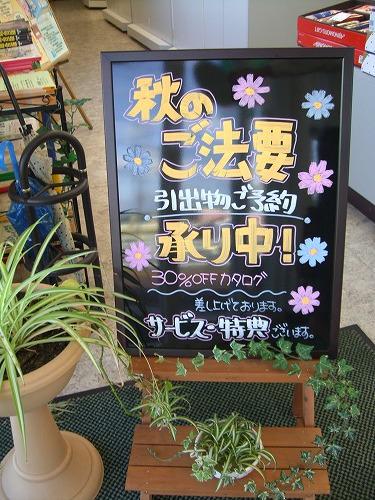 秋の
ご法要
引出物ご予約
承り中!
30%OFFカタログ
差し上げております。
サービス・特典ございます。